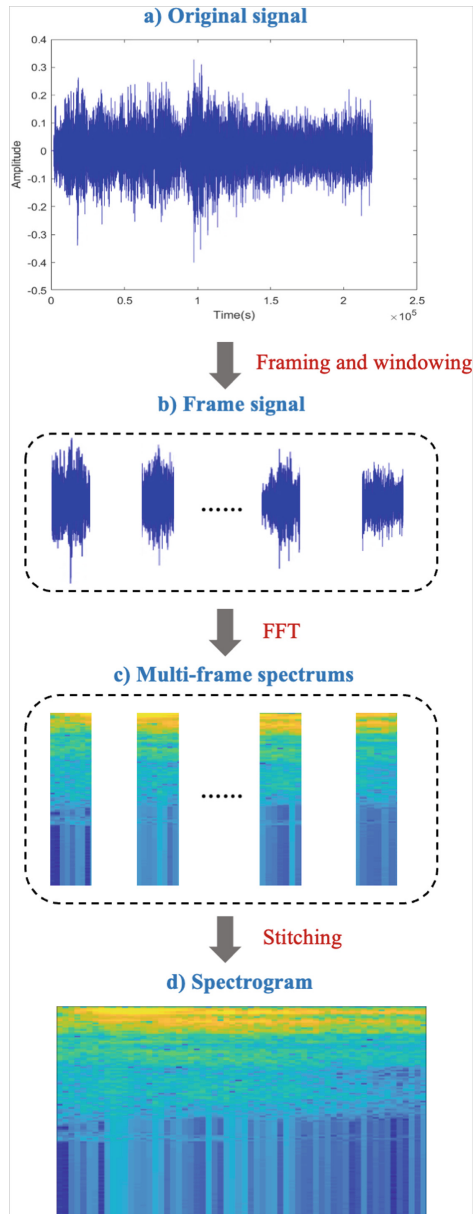 a) Original signal
0.4
0.3
0.2
0.1
0
-0.1
-0.2
-0.3
-0.4
-0.5
Amplitude
0 0.5 1 1.5 2 2.5
Time(s)
×10⁵
Framing and windowing
b) Frame signal
......
FFT
c) Multi-frame spectrums
......
Stitching
d) Spectrogram